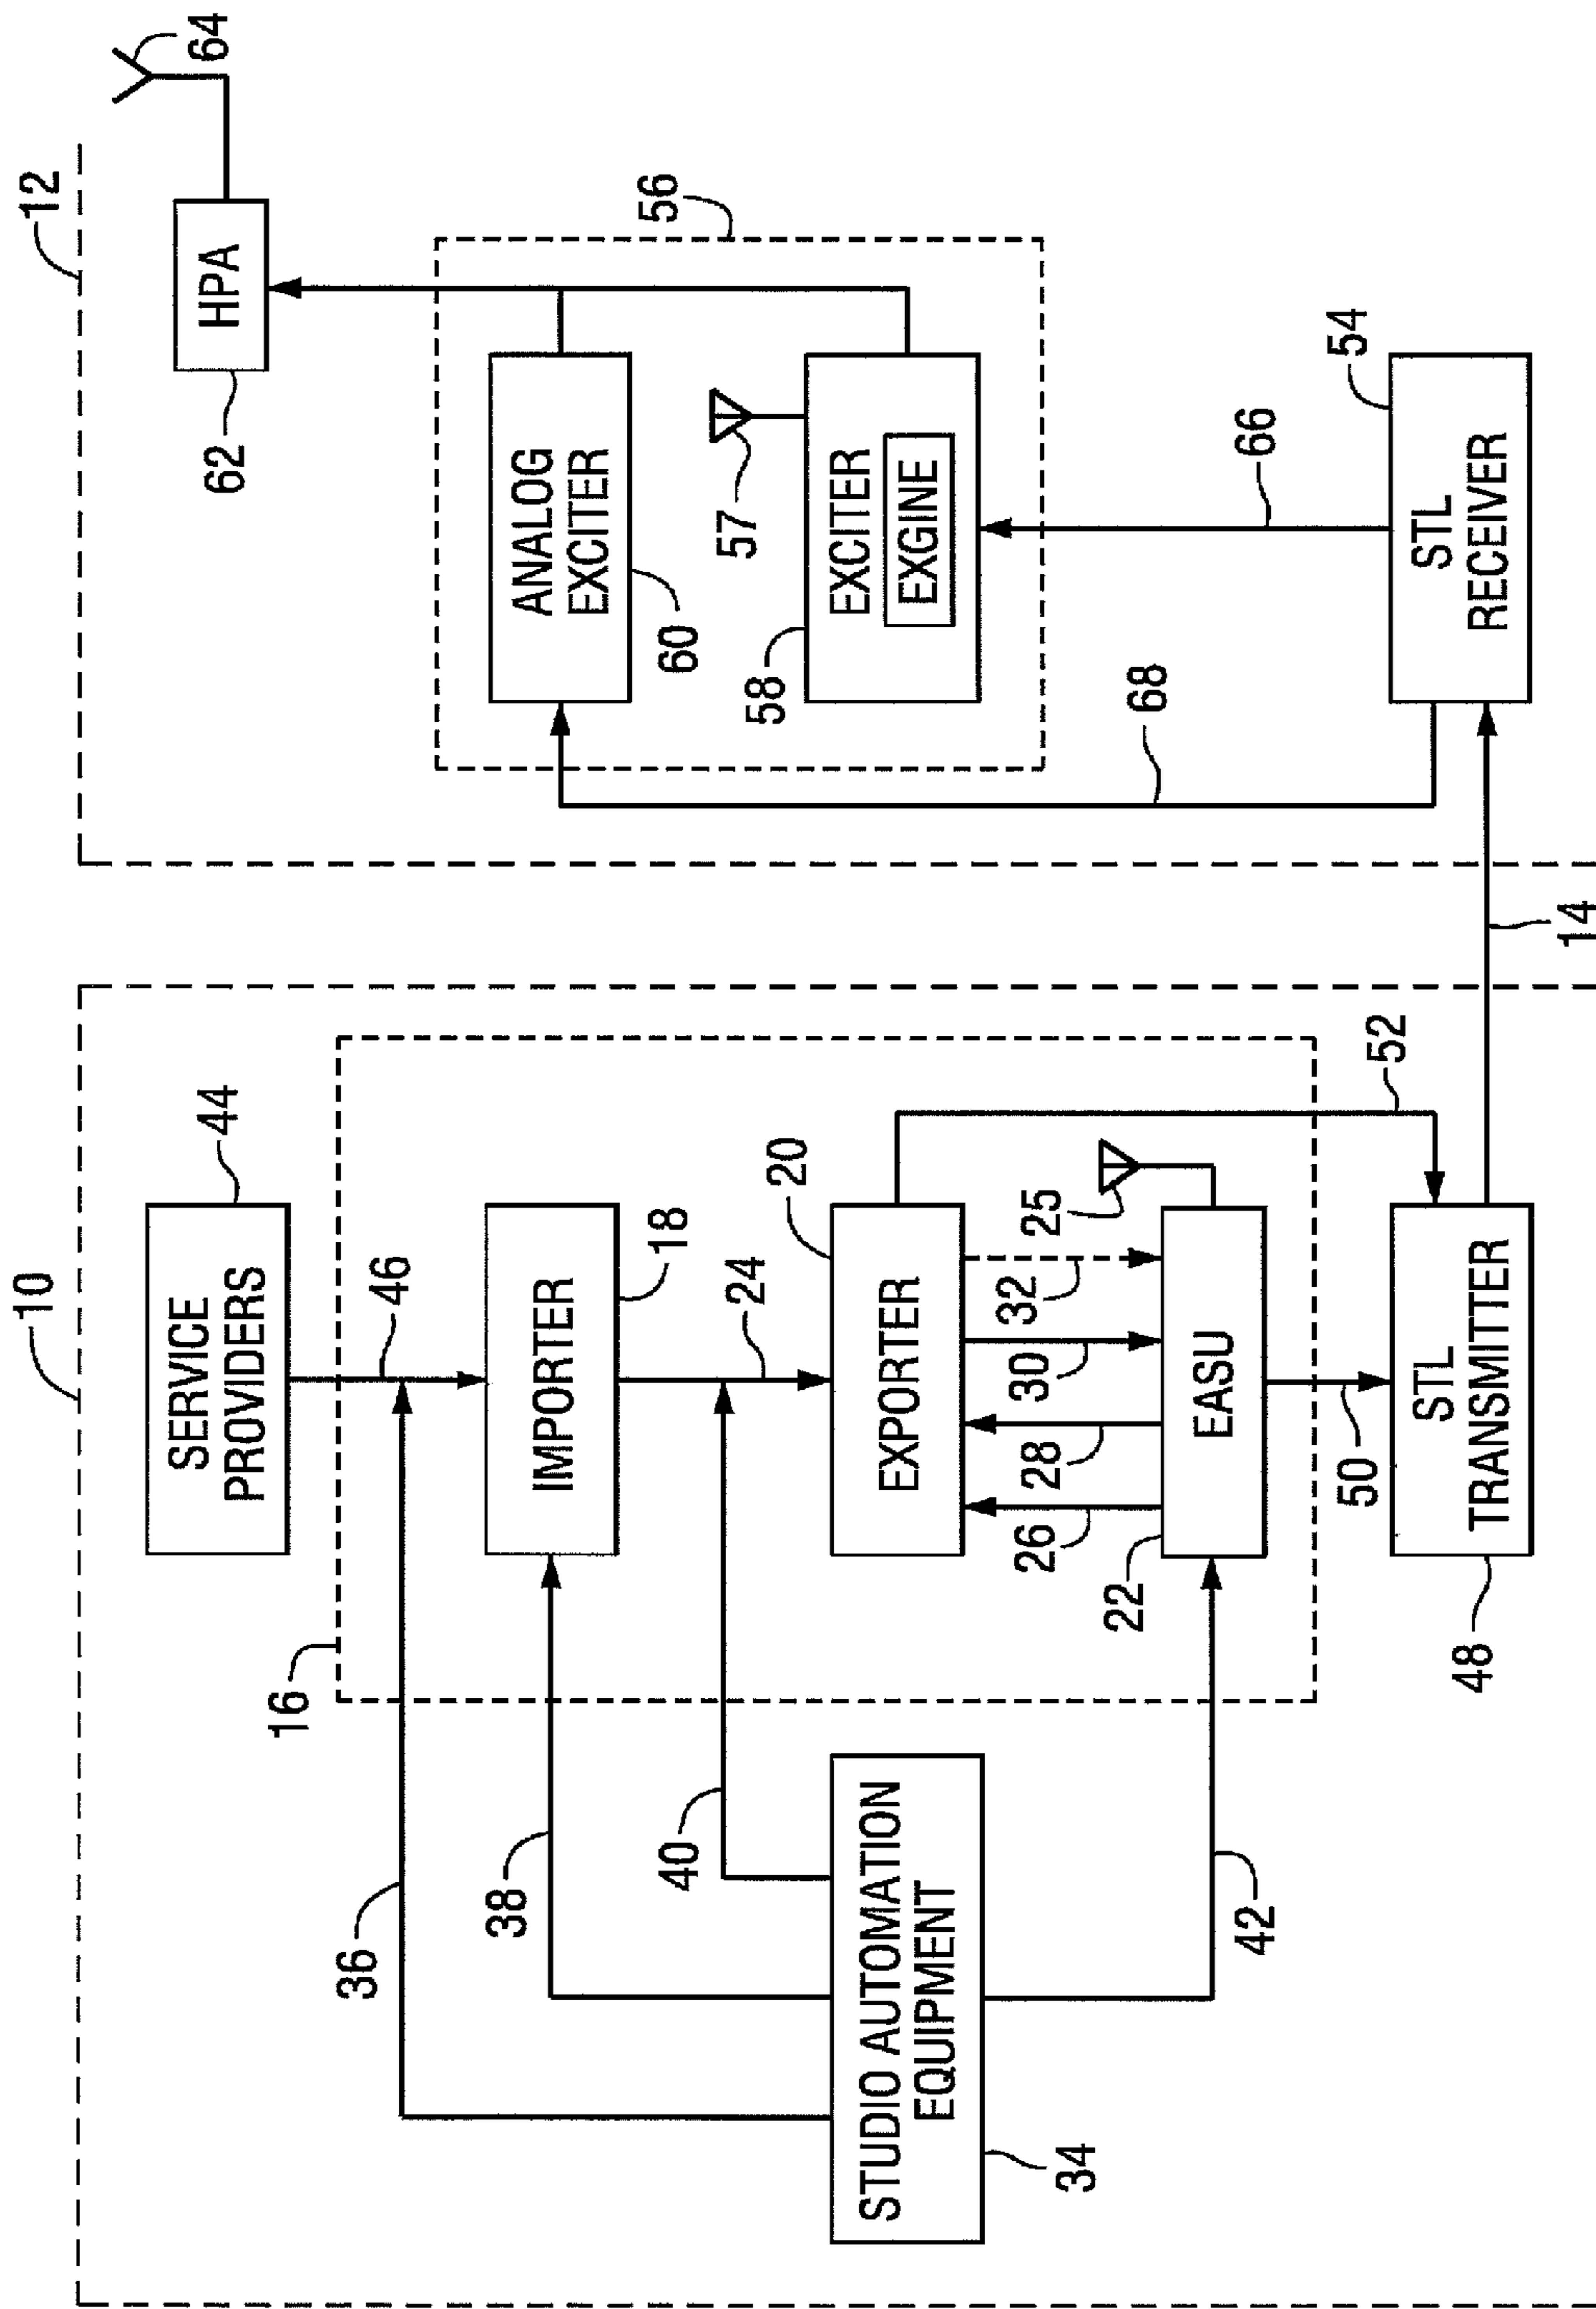 10
12
SERVICE
PROVIDERS
44
46
16
36
IMPORTER
18
38
24
40
EXPORTER
20
26
28
30
32
25
EASU
22
52
STUDIO AUTOMATION
EQUIPMENT
34
42
50
STL
TRANSMITTER
48
14
HPA
62
64
56
ANALOG
EXCITER
60
57
EXCITER
EXGINE
58
66
68
STL
RECEIVER
54